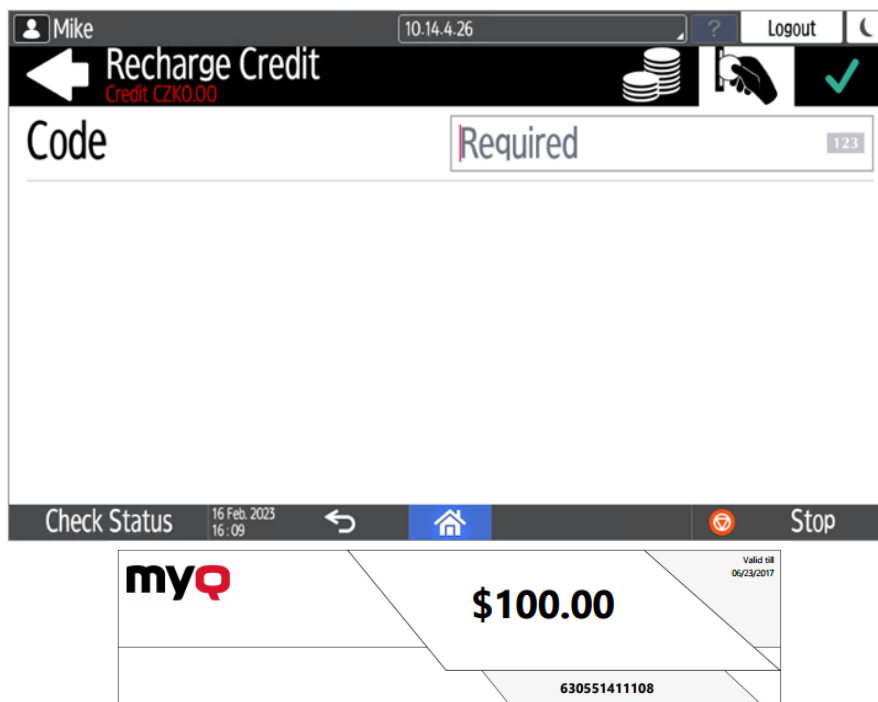 Mike 10.14.4.26 ? Logout
Recharge Credit
Credit CZK0.00
Code Required 123
Check Status 16 Feb. 2023 Stop
16:09
myQ
$100.00
Valid till
06/23/2017
630551411108